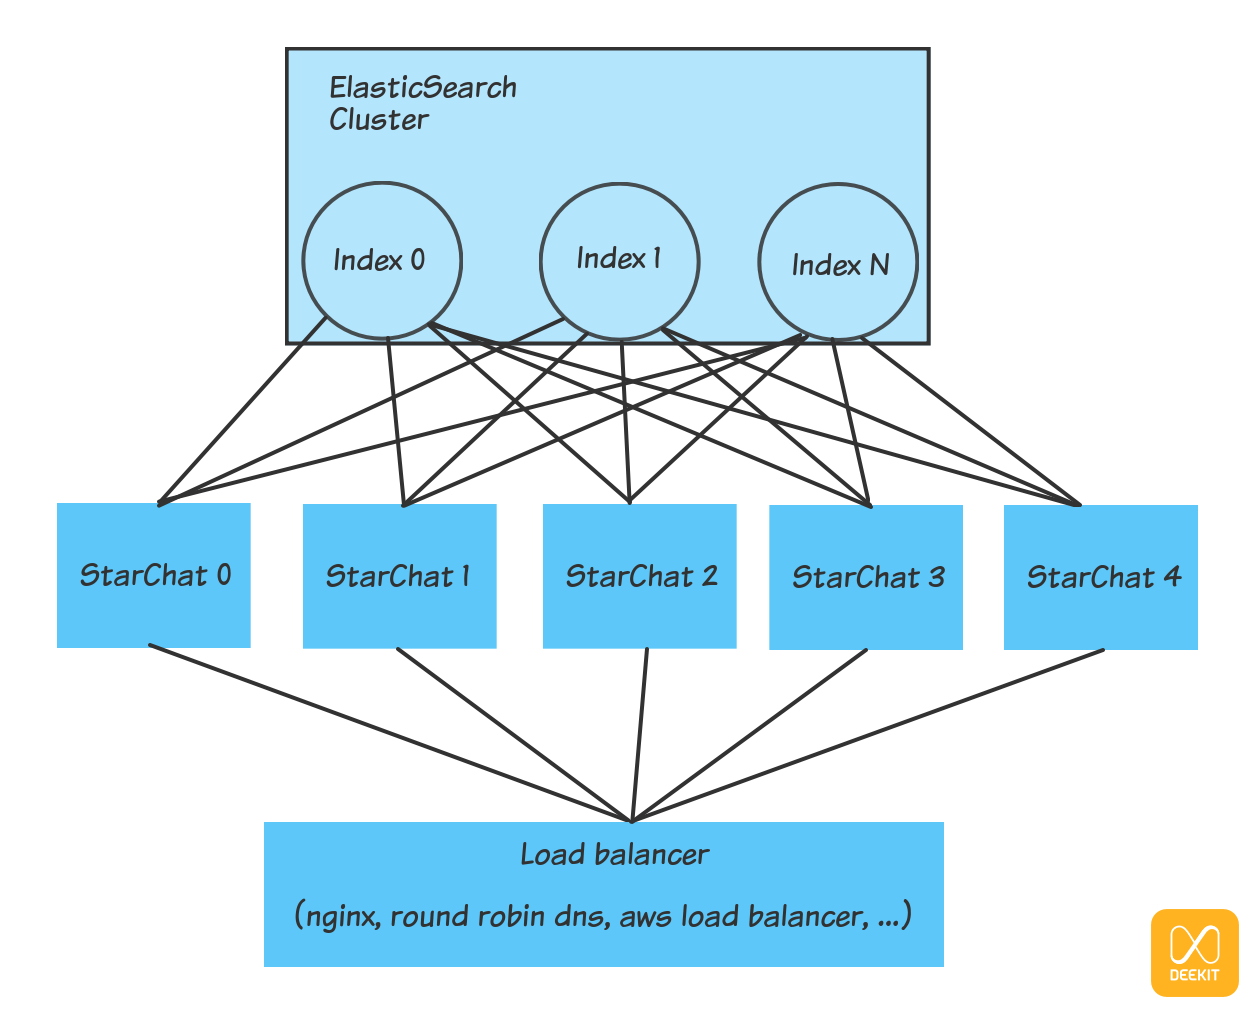 ElasticSearch
Cluster
Index 0
Index 1
Index N
StarChat 0
StarChat 1
StarChat 2
StarChat 3
StarChat 4
Load balancer
(nginx, round robin dns, aws load balancer, ...)
DEEKIT